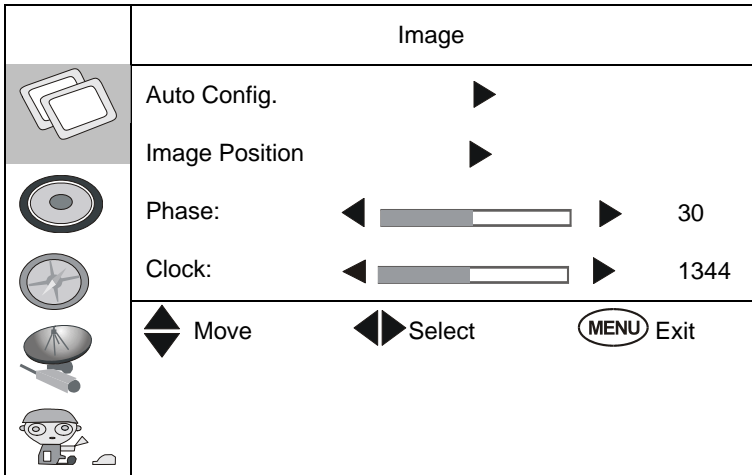 Image
Auto Config.
Image Position
Phase: 30
Clock: 1344
Move Select MENU Exit